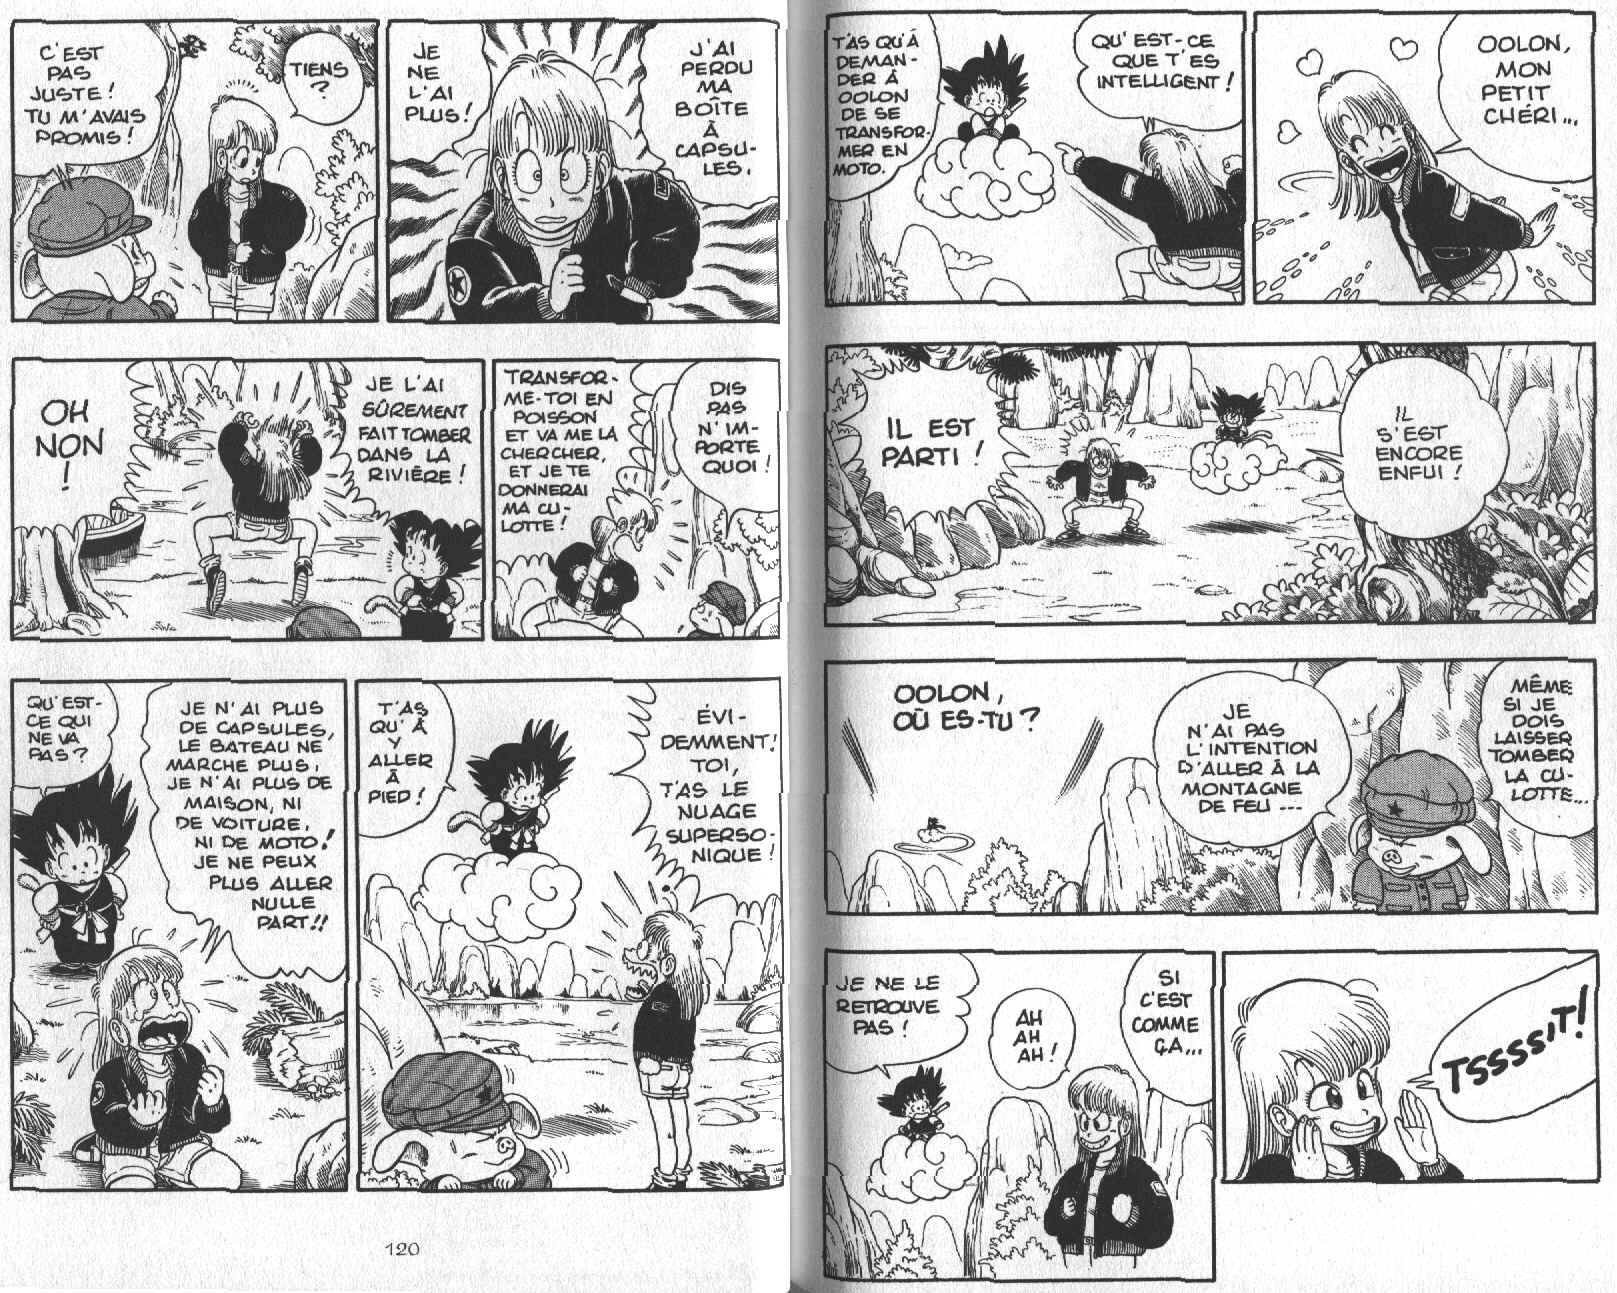 C'EST
PAS
JUSTE!
TU M'AVAIS
PROMIS!
TIENS
?
JE
NE
L'AI
PLUS!
J'AI
PERDU
MA
BOÎTE
À
CAPSU-
LES.
OH
NON
!
JE L'AI
SÛREMENT
FAIT TOMBER
DANS LA
RIVIÈRE!
TRANSFOR-
ME-TOI EN
POISSON
ET VA ME LA
CHERCHER,
ET JE TE
DONNERAI
MA CU-
LOTTE!
DIS
PAS
N'IM-
PORTE
QUOI!
QU'EST-
CE QUI
NE VA
PAS?
JE N'AI PLUS
DE CAPSULES,
LE BATEAU NE
MARCHE PLUS,
JE N'AI PLUS DE
MAISON, NI
DE VOITURE,
NI DE MOTO!
JE NE PEUX
PLUS ALLER
NULLE
PART!!
T'AS
QU'À
Y
ALLER
À
PIED!
ÉVI-
DEMMENT!
TOI,
T'AS LE
NUAGE
SUPERSO-
NIQUE!
120
T'AS QU'À
DEMAN-
DER À
OOLON
DE SE
TRANSFOR-
MER EN
MOTO.
QU'EST-CE
QUE T'ES
INTELLIGENT!
OOLON,
MON
PETIT
CHÉRI...
IL EST
PARTI!
IL
S'EST
ENCORE
ENFUI!
OOLON,
OÙ ES-TU?
JE
N'AI PAS
L'INTENTION
D'ALLER À LA
MONTAGNE
DE FEU ---
MÊME
SI JE
DOIS
LAISSER
TOMBER
LA CU-
LOTTE...
JE NE LE
RETROUVE
PAS!
AH
AH
AH!
SI
C'EST
COMME
ÇA...
TSSSSIT!